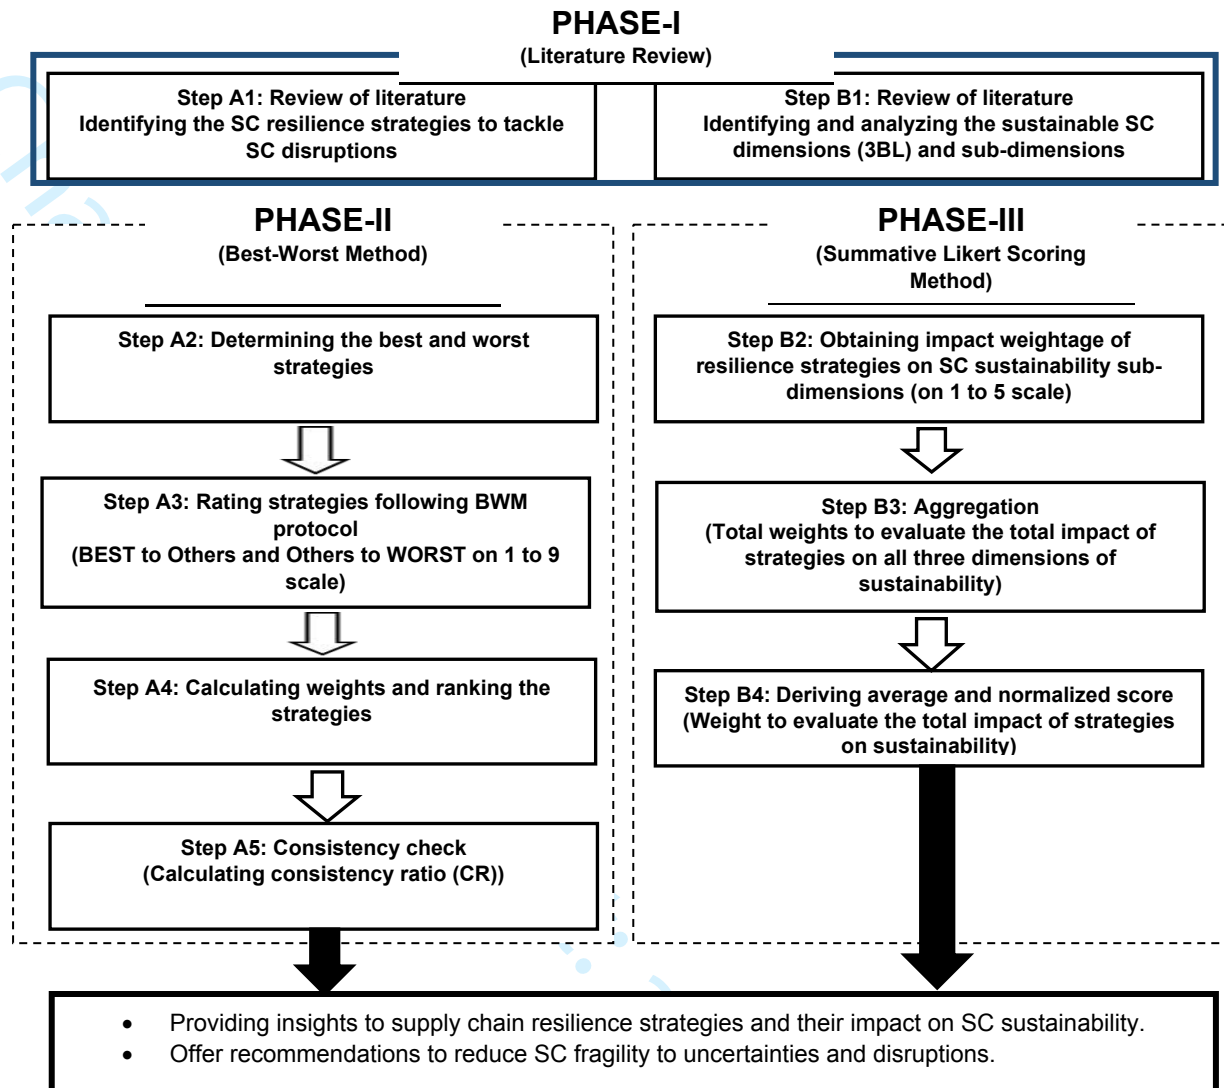 PHASE-I
(Literature Review)
Step A1: Review of literature
Identifying the SC resilience strategies to tackle
SC disruptions
Step B1: Review of literature
Identifying and analyzing the sustainable SC
dimensions (3BL) and sub-dimensions
PHASE-II
(Best-Worst Method)
Step A2: Determining the best and worst
strategies
Step A3: Rating strategies following BWM
protocol
(BEST to Others and Others to WORST on 1 to 9
scale)
Step A4: Calculating weights and ranking the
strategies
Step A5: Consistency check
(Calculating consistency ratio (CR))
PHASE-III
(Summative Likert Scoring
Method)
Step B2: Obtaining impact weightage of
resilience strategies on SC sustainability sub-
dimensions (on 1 to 5 scale)
Step B3: Aggregation
(Total weights to evaluate the total impact of
strategies on all three dimensions of
sustainability)
Step B4: Deriving average and normalized score
(Weight to evaluate the total impact of strategies
on sustainability)
• Providing insights to supply chain resilience strategies and their impact on SC sustainability.
• Offer recommendations to reduce SC fragility to uncertainties and disruptions.